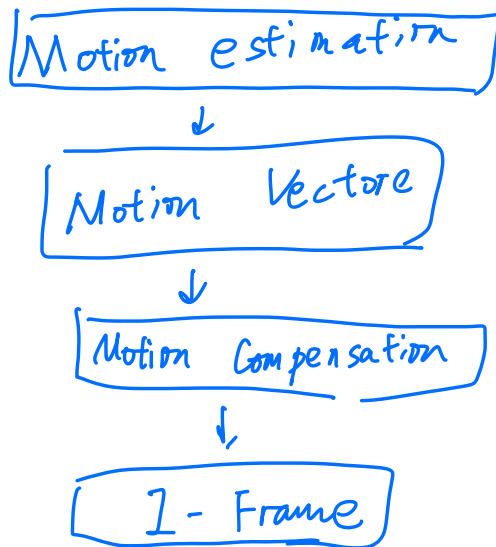 Motion estimation
Motion Vectore
Motion Compensation
I - Frame